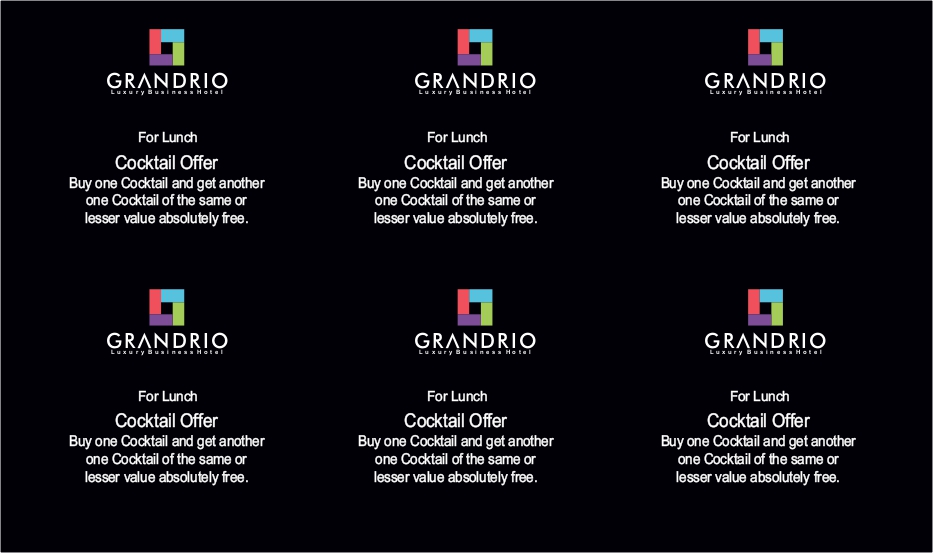 GRANDRIO
Luxury Business Hotel
For Lunch
Cocktail Offer
Buy one Cocktail and get another
one Cocktail of the same or
lesser value absolutely free.
GRANDRIO
Luxury Business Hotel
For Lunch
Cocktail Offer
Buy one Cocktail and get another
one Cocktail of the same or
lesser value absolutely free.
GRANDRIO
Luxury Business Hotel
For Lunch
Cocktail Offer
Buy one Cocktail and get another
one Cocktail of the same or
lesser value absolutely free.
GRANDRIO
Luxury Business Hotel
For Lunch
Cocktail Offer
Buy one Cocktail and get another
one Cocktail of the same or
lesser value absolutely free.
GRANDRIO
Luxury Business Hotel
For Lunch
Cocktail Offer
Buy one Cocktail and get another
one Cocktail of the same or
lesser value absolutely free.
GRANDRIO
Luxury Business Hotel
For Lunch
Cocktail Offer
Buy one Cocktail and get another
one Cocktail of the same or
lesser value absolutely free.